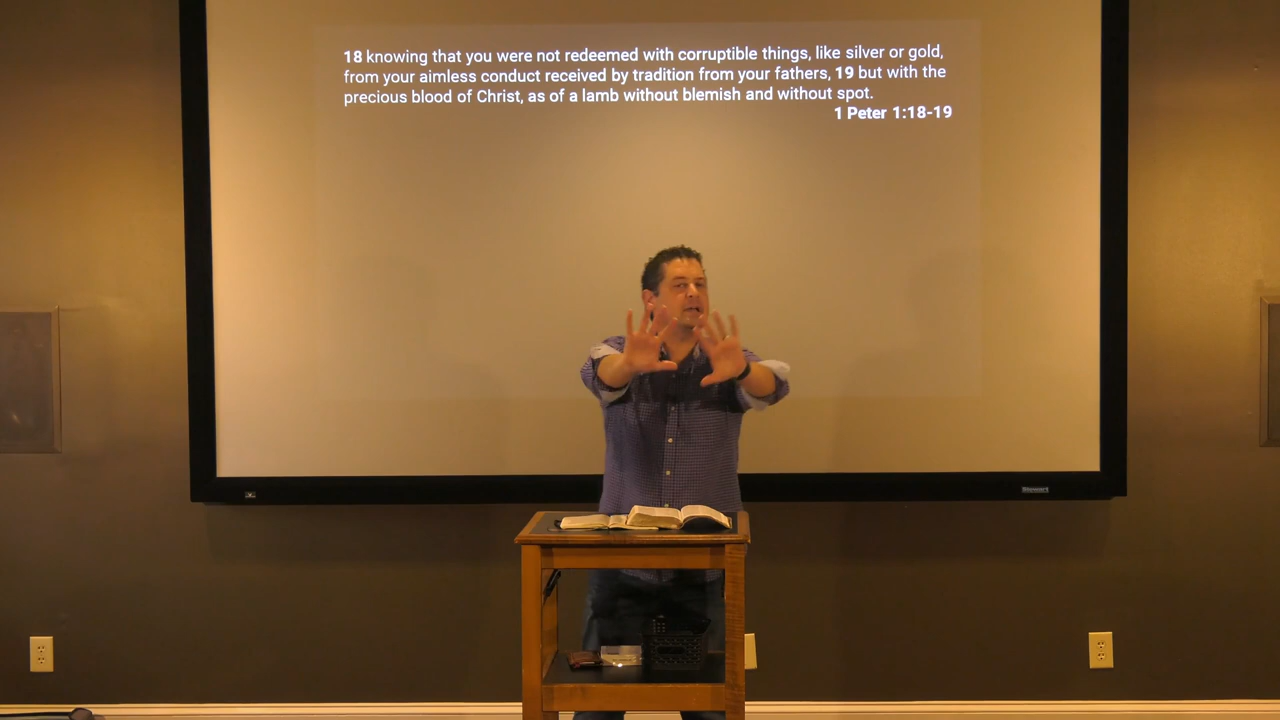 18 knowing that you were not redeemed with corruptible things, like silver or gold,
from your aimless conduct received by tradition from your fathers, 19 but with the
precious blood of Christ, as of a lamb without blemish and without spot.
1 Peter 1:18-19
Stewart